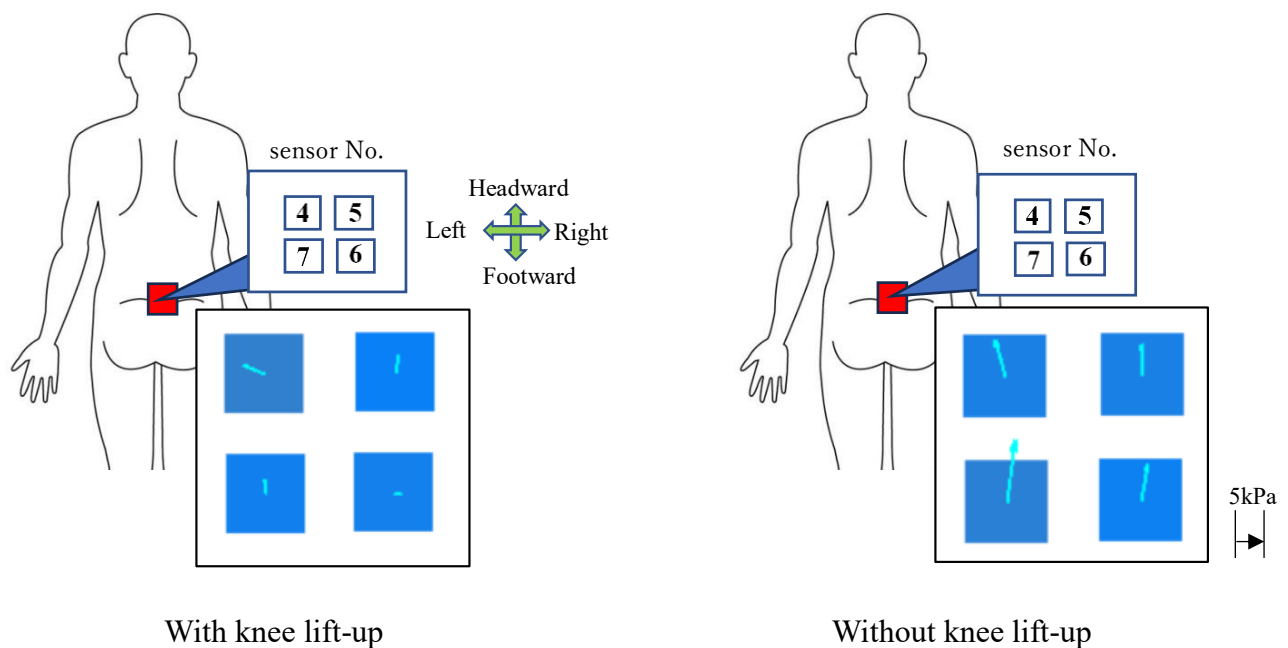 sensor No.
4 5
7 6
Headward
Left Right
Footward
With knee lift-up
sensor No.
4 5
7 6
5kPa
Without knee lift-up